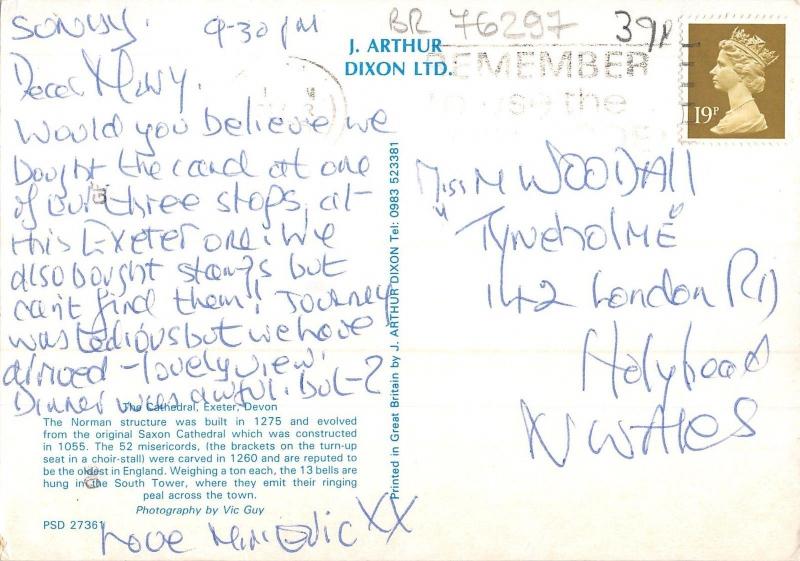 SUNDAY. 9-30 PM
BR 76297 39p
J. ARTHUR
DIXON LTD.
REMEMBER
to use the
19P
Dear
Would you believe we
bought the card at one
of our three stops, at
this Exeter one! We
also bought stamps but
can't find them! Journey
was tedious but we have
arrived - lovely view.
Dinner was awful. but -?
The Cathedral, Exeter, Devon
The Norman structure was built in 1275 and evolved
from the original Saxon Cathedral which was constructed
in 1055. The 52 misericords, (the brackets on the turn-up
seat in a choir-stall) were carved in 1260 and are reputed to
be the oldest in England. Weighing a ton each, the 13 bells are
hung in the South Tower, where they emit their ringing
peal across the town.
Photography by Vic Guy
PSD 27361
Love Vic XX
Printed in Great Britain by J. ARTHUR DIXON Tel: 0983 523381
Miss M WOODALL
"Tyneholme"
142 London RD
Holyhead
N WALES